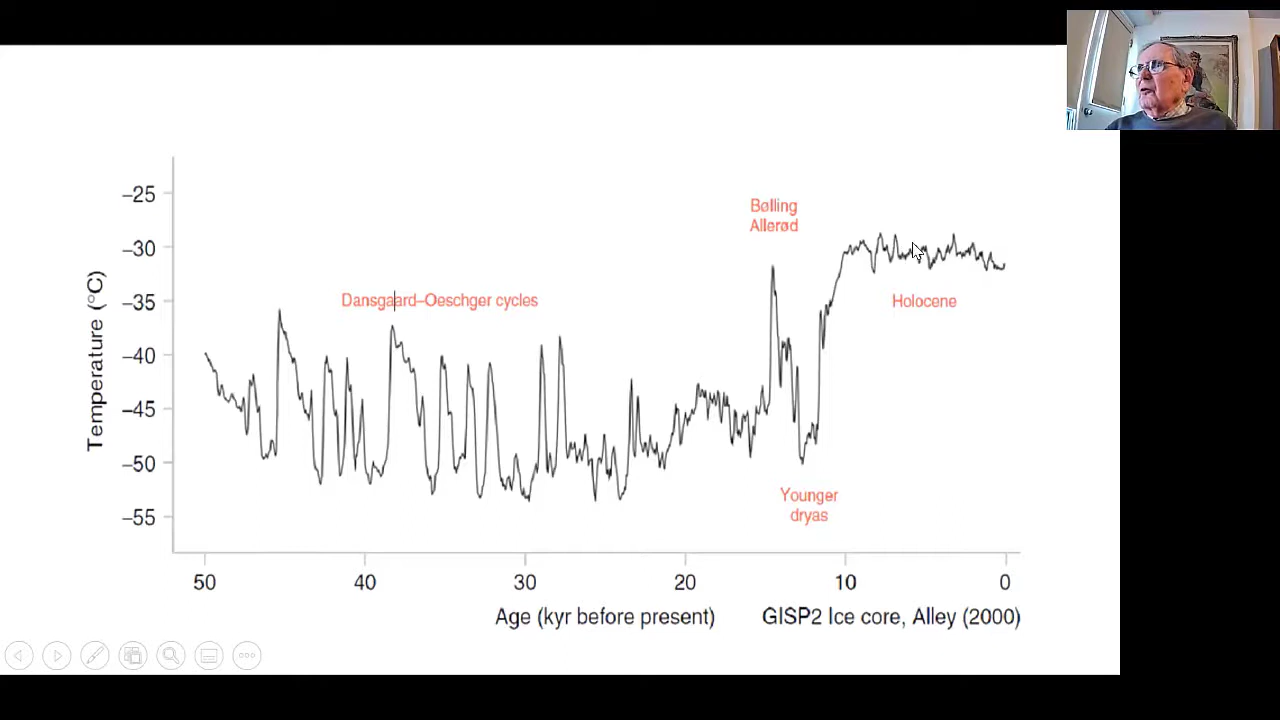 –25
–30
–35
–40
–45
–50
–55
Temperature (°C)
Bølling
Allerød
Dansgaard–Oeschger cycles
Holocene
Younger
dryas
50 40 30 20 10 0
Age (kyr before present)
GISP2 Ice core, Alley (2000)